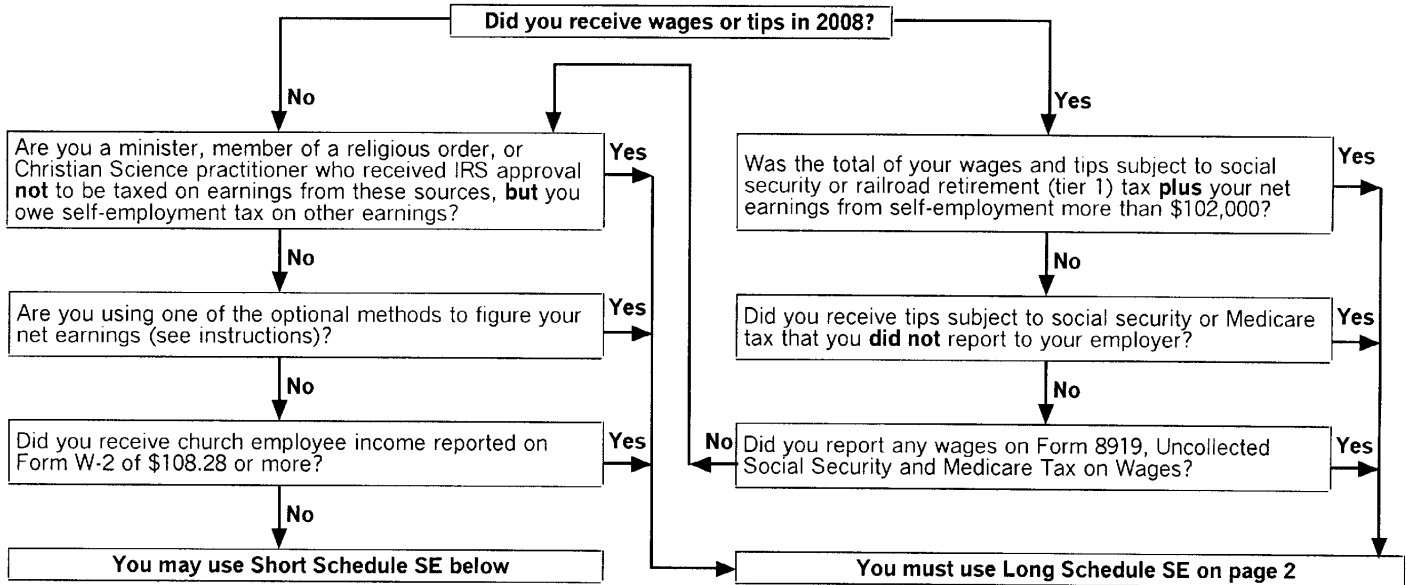 Did you receive wages or tips in 2008?
No
Yes
Are you a minister, member of a religious order, or
Christian Science practitioner who received IRS approval
not to be taxed on earnings from these sources, but you
owe self-employment tax on other earnings?
Yes
Was the total of your wages and tips subject to social
security or railroad retirement (tier 1) tax plus your net
earnings from self-employment more than $102,000?
Yes
No
No
Are you using one of the optional methods to figure your
net earnings (see instructions)?
Yes
Did you receive tips subject to social security or Medicare
tax that you did not report to your employer?
Yes
No
No
Did you receive church employee income reported on
Form W-2 of $108.28 or more?
Yes
No
Did you report any wages on Form 8919, Uncollected
Social Security and Medicare Tax on Wages?
Yes
No
You may use Short Schedule SE below
You must use Long Schedule SE on page 2